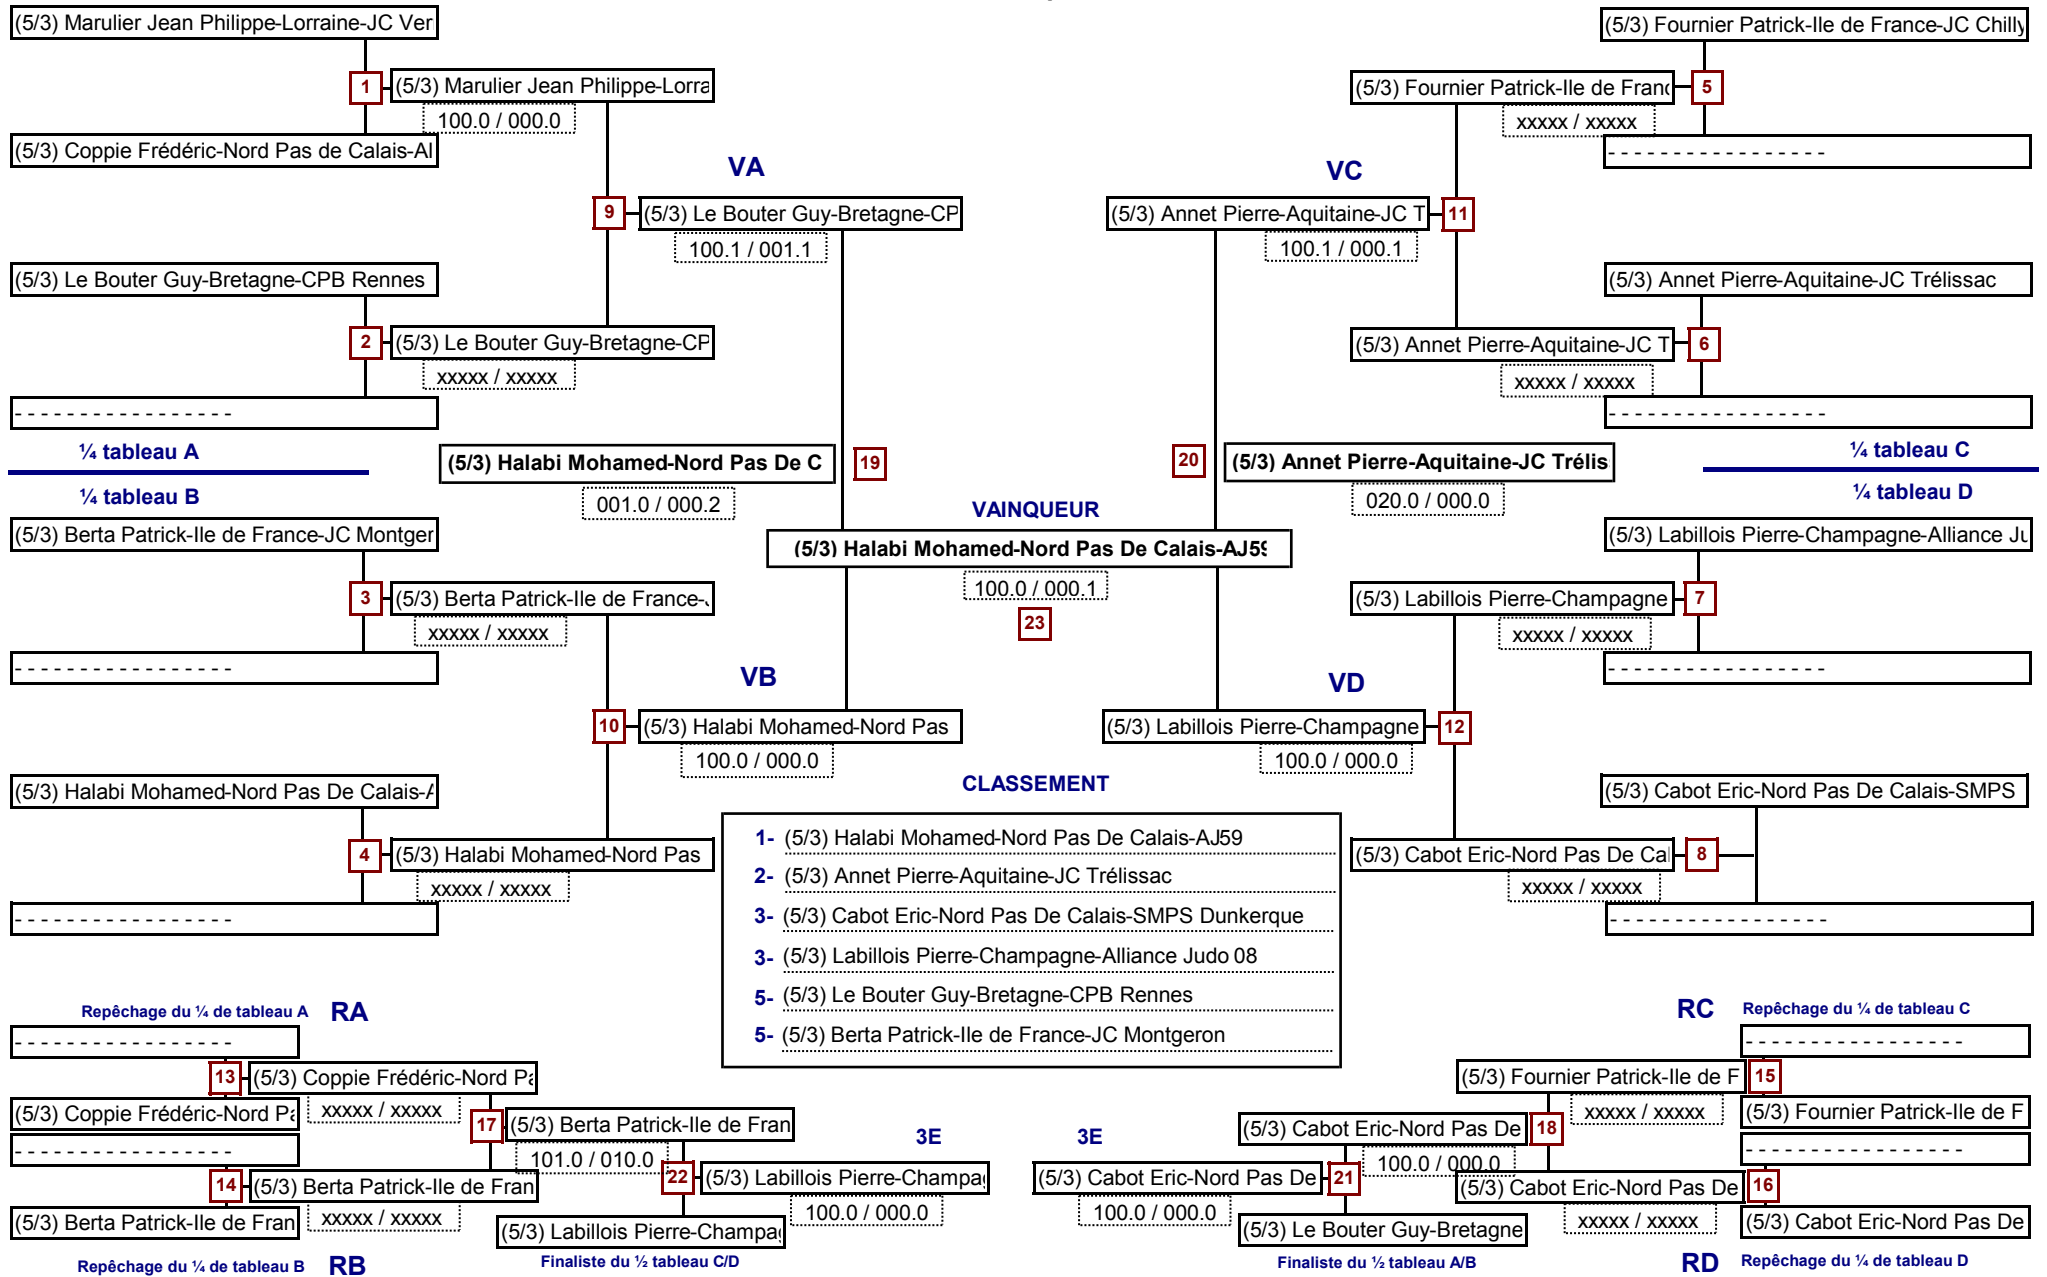 (5/3) Marulier Jean Philippe-Lorraine-JC Ver
1
(5/3) Marulier Jean Philippe-Lorra
100.0 / 000.0
(5/3) Coppie Frédéric-Nord Pas de Calais-Al
VA
9
(5/3) Le Bouter Guy-Bretagne-CP
100.1 / 001.1
(5/3) Le Bouter Guy-Bretagne-CPB Rennes
2
(5/3) Le Bouter Guy-Bretagne-CP
xxxxx / xxxxx
- - - - - - - - - - - - - - - - -
¼ tableau A
¼ tableau B
(5/3) Halabi Mohamed-Nord Pas De C
19
001.0 / 000.2
(5/3) Berta Patrick-Ile de France-JC Montger
3
(5/3) Berta Patrick-Ile de France-
xxxxx / xxxxx
- - - - - - - - - - - - - - - - -
VB
10
(5/3) Halabi Mohamed-Nord Pas
100.0 / 000.0
(5/3) Halabi Mohamed-Nord Pas De Calais-A
4
(5/3) Halabi Mohamed-Nord Pas
xxxxx / xxxxx
- - - - - - - - - - - - - - - - -
(5/3) Fournier Patrick-Ile de France-JC Chilly
(5/3) Fournier Patrick-Ile de Franc
5
xxxxx / xxxxx
- - - - - - - - - - - - - - - - -
VC
(5/3) Annet Pierre-Aquitaine-JC T
11
100.1 / 000.1
(5/3) Annet Pierre-Aquitaine-JC Trélissac
(5/3) Annet Pierre-Aquitaine-JC T
6
xxxxx / xxxxx
- - - - - - - - - - - - - - - - -
20
(5/3) Annet Pierre-Aquitaine-JC Trélis
020.0 / 000.0
¼ tableau C
¼ tableau D
VAINQUEUR
(5/3) Halabi Mohamed-Nord Pas De Calais-AJ59
100.0 / 000.1
23
(5/3) Labillois Pierre-Champagne-Alliance Ju
(5/3) Labillois Pierre-Champagne
7
xxxxx / xxxxx
- - - - - - - - - - - - - - - - -
VD
(5/3) Labillois Pierre-Champagne
12
100.0 / 000.0
(5/3) Cabot Eric-Nord Pas De Calais-SMPS
(5/3) Cabot Eric-Nord Pas De Cal
8
xxxxx / xxxxx
- - - - - - - - - - - - - - - - -
CLASSEMENT
1- (5/3) Halabi Mohamed-Nord Pas De Calais-AJ59
2- (5/3) Annet Pierre-Aquitaine-JC Trélissac
3- (5/3) Cabot Eric-Nord Pas De Calais-SMPS Dunkerque
3- (5/3) Labillois Pierre-Champagne-Alliance Judo 08
5- (5/3) Le Bouter Guy-Bretagne-CPB Rennes
5- (5/3) Berta Patrick-Ile de France-JC Montgeron
Repêchage du ¼ de tableau A RA
- - - - - - - - - - - - - - - - -
13
(5/3) Coppie Frédéric-Nord Pa
(5/3) Coppie Frédéric-Nord Pa
xxxxx / xxxxx
17
(5/3) Berta Patrick-Ile de Fran
101.0 / 010.0
- - - - - - - - - - - - - - - - -
14
(5/3) Berta Patrick-Ile de Fran
(5/3) Berta Patrick-Ile de Fran
xxxxx / xxxxx
Repêchage du ¼ de tableau B RB
3E
22
(5/3) Labillois Pierre-Champag
100.0 / 000.0
(5/3) Labillois Pierre-Champag
Finaliste du ½ tableau C/D
3E
(5/3) Cabot Eric-Nord Pas De
21
100.0 / 000.0
(5/3) Le Bouter Guy-Bretagne
Finaliste du ½ tableau A/B
RC Repêchage du ¼ de tableau C
- - - - - - - - - - - - - - - - -
(5/3) Fournier Patrick-Ile de F
15
xxxxx / xxxxx
(5/3) Fournier Patrick-Ile de F
(5/3) Cabot Eric-Nord Pas De
18
100.0 / 000.0
- - - - - - - - - - - - - - - - -
(5/3) Cabot Eric-Nord Pas De
16
xxxxx / xxxxx
(5/3) Cabot Eric-Nord Pas De
RD Repêchage du ¼ de tableau D